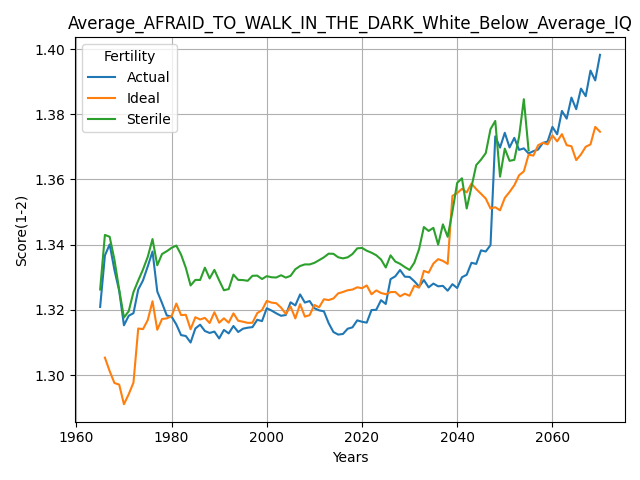 Average_AFRAID_TO_WALK_IN_THE_DARK_White_Below_Average_IQ
Fertility
Actual
Ideal
Sterile
Score(1-2)
1.40
1.38
1.36
1.34
1.32
1.30
1960 1980 2000 2020 2040 2060
Years